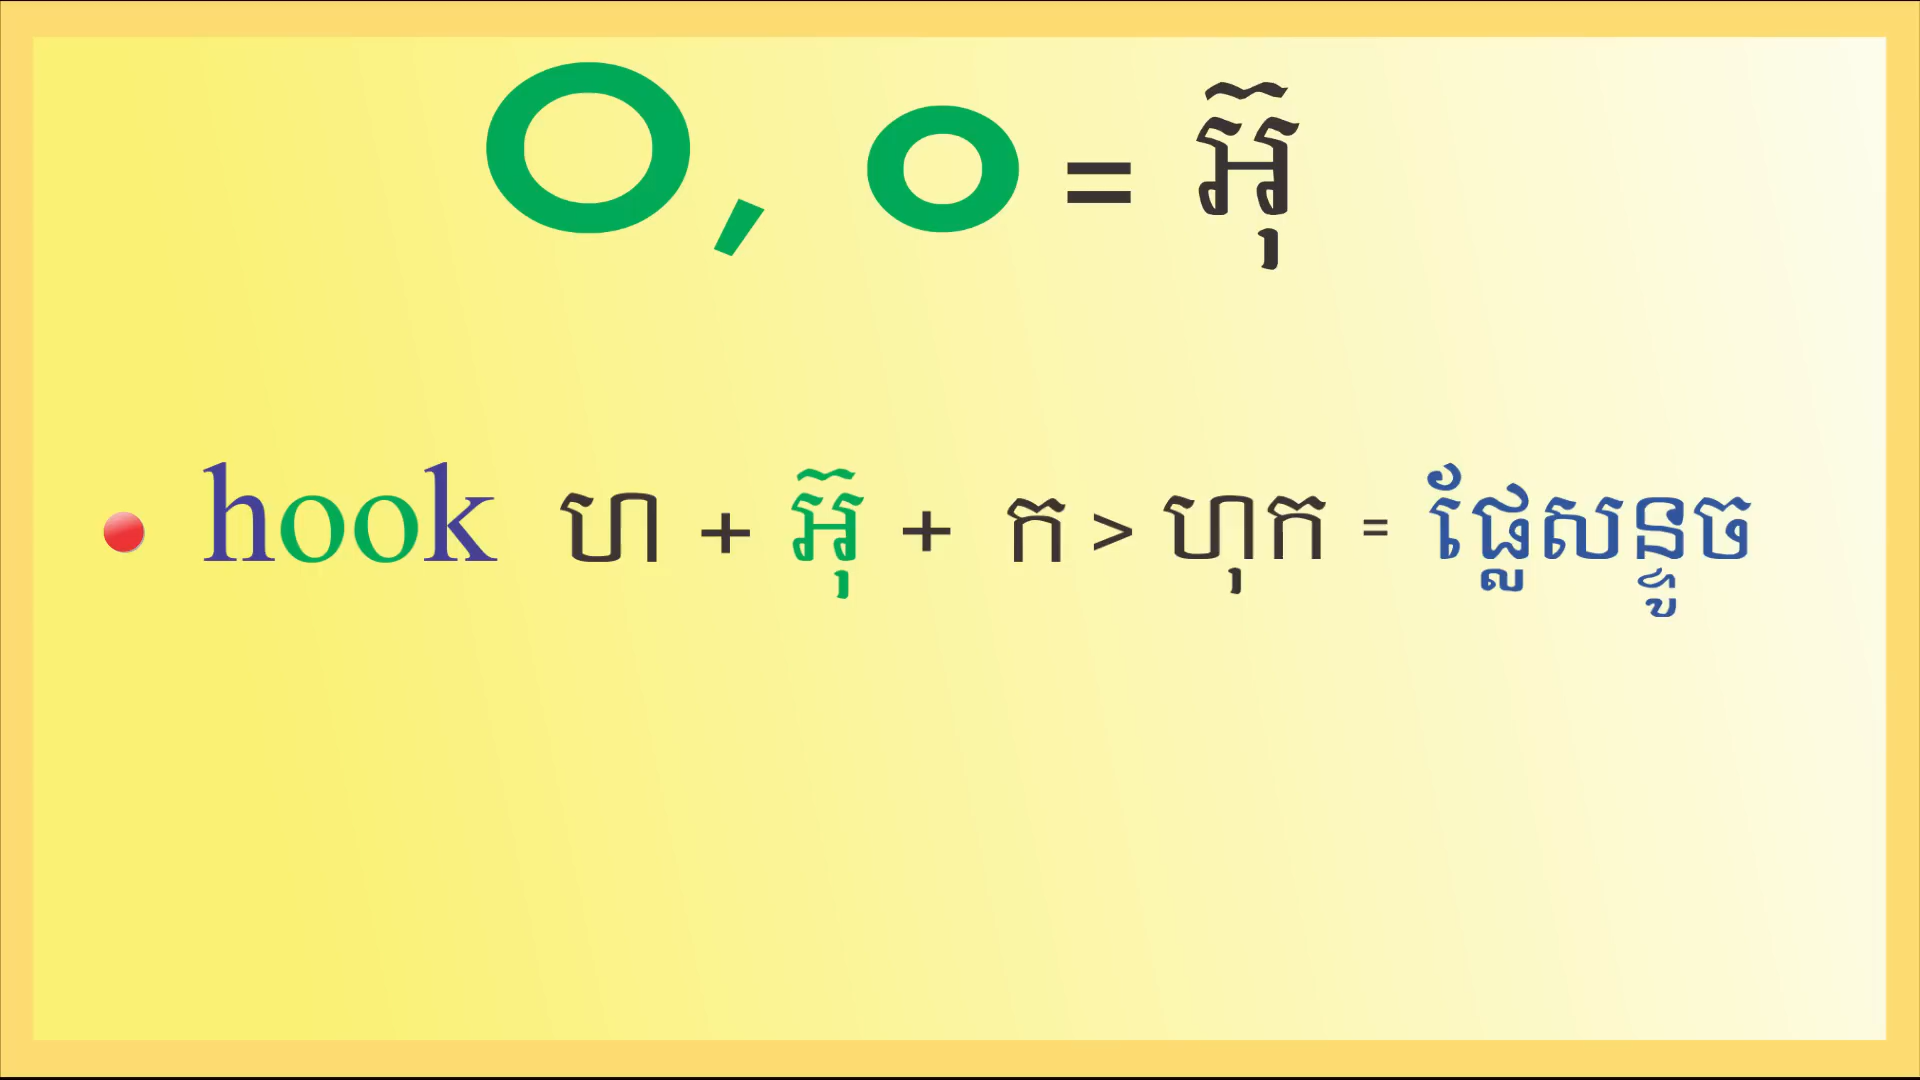 O, o = អ៊ុ
hook ហ + អ៊ុ + ក > ហុក = ផ្លែសន្ទូច